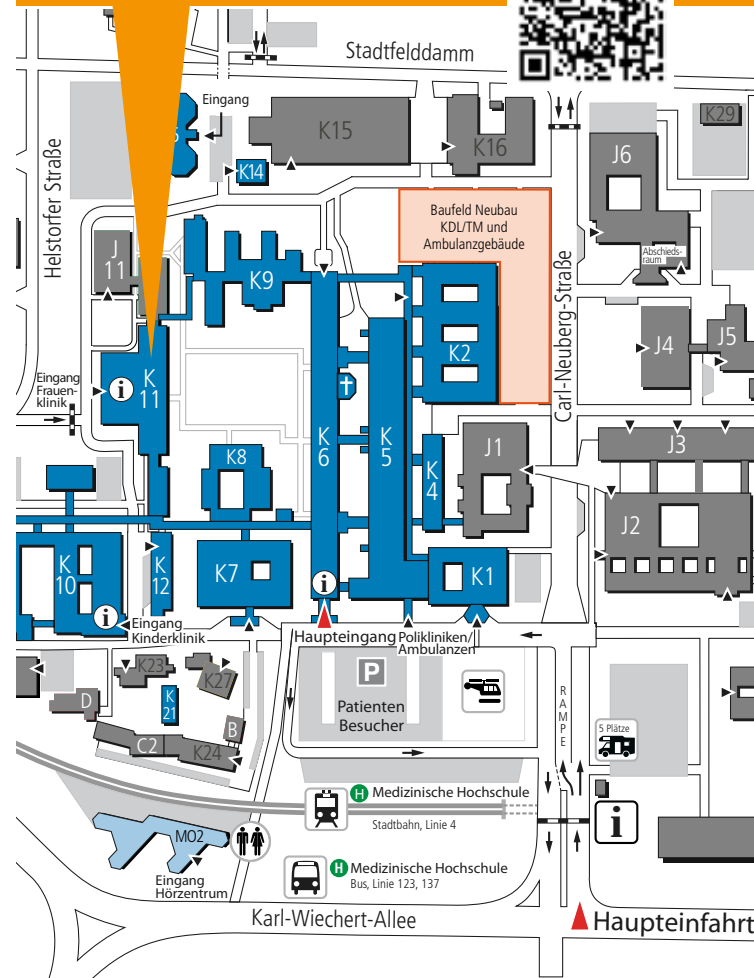 Stadtfelddamm
Eingang
K15
K16
K29
J6
K14
Helstorfer Straße
Baufeld Neubau
KDL/TM und
Ambulanzgebäude
Abschieds-
raum
J
11
K9
K2
Carl-Neuberg-Straße
J4
J5
Eingang
Frauen-
klinik
i
K
11
K
6
K
5
K
4
J1
J3
K8
J2
K
10
K
12
K7
K1
i
i
Eingang
Kinderklinik
Haupteingang
Polikliniken/
Ambulanzen
K23
K27
P
Patienten
Besucher
RAMPE
D
K
21
B
C2
K24
5 Plätze
H Medizinische Hochschule
Stadtbahn, Linie 4
i
MO2
Eingang
Hörzentrum
H Medizinische Hochschule
Bus, Linie 123, 137
Karl-Wiechert-Allee
Haupteinfahrt